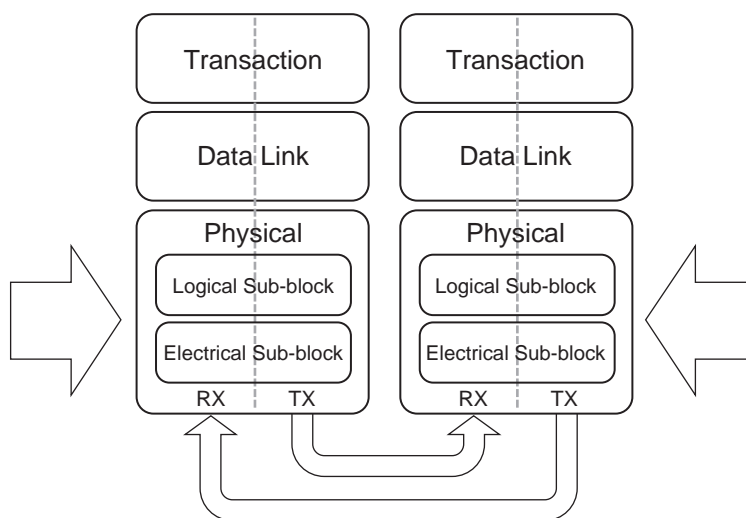 Transaction
Data Link
Physical
Logical Sub-block
Electrical Sub-block
RX TX
Transaction
Data Link
Physical
Logical Sub-block
Electrical Sub-block
RX TX